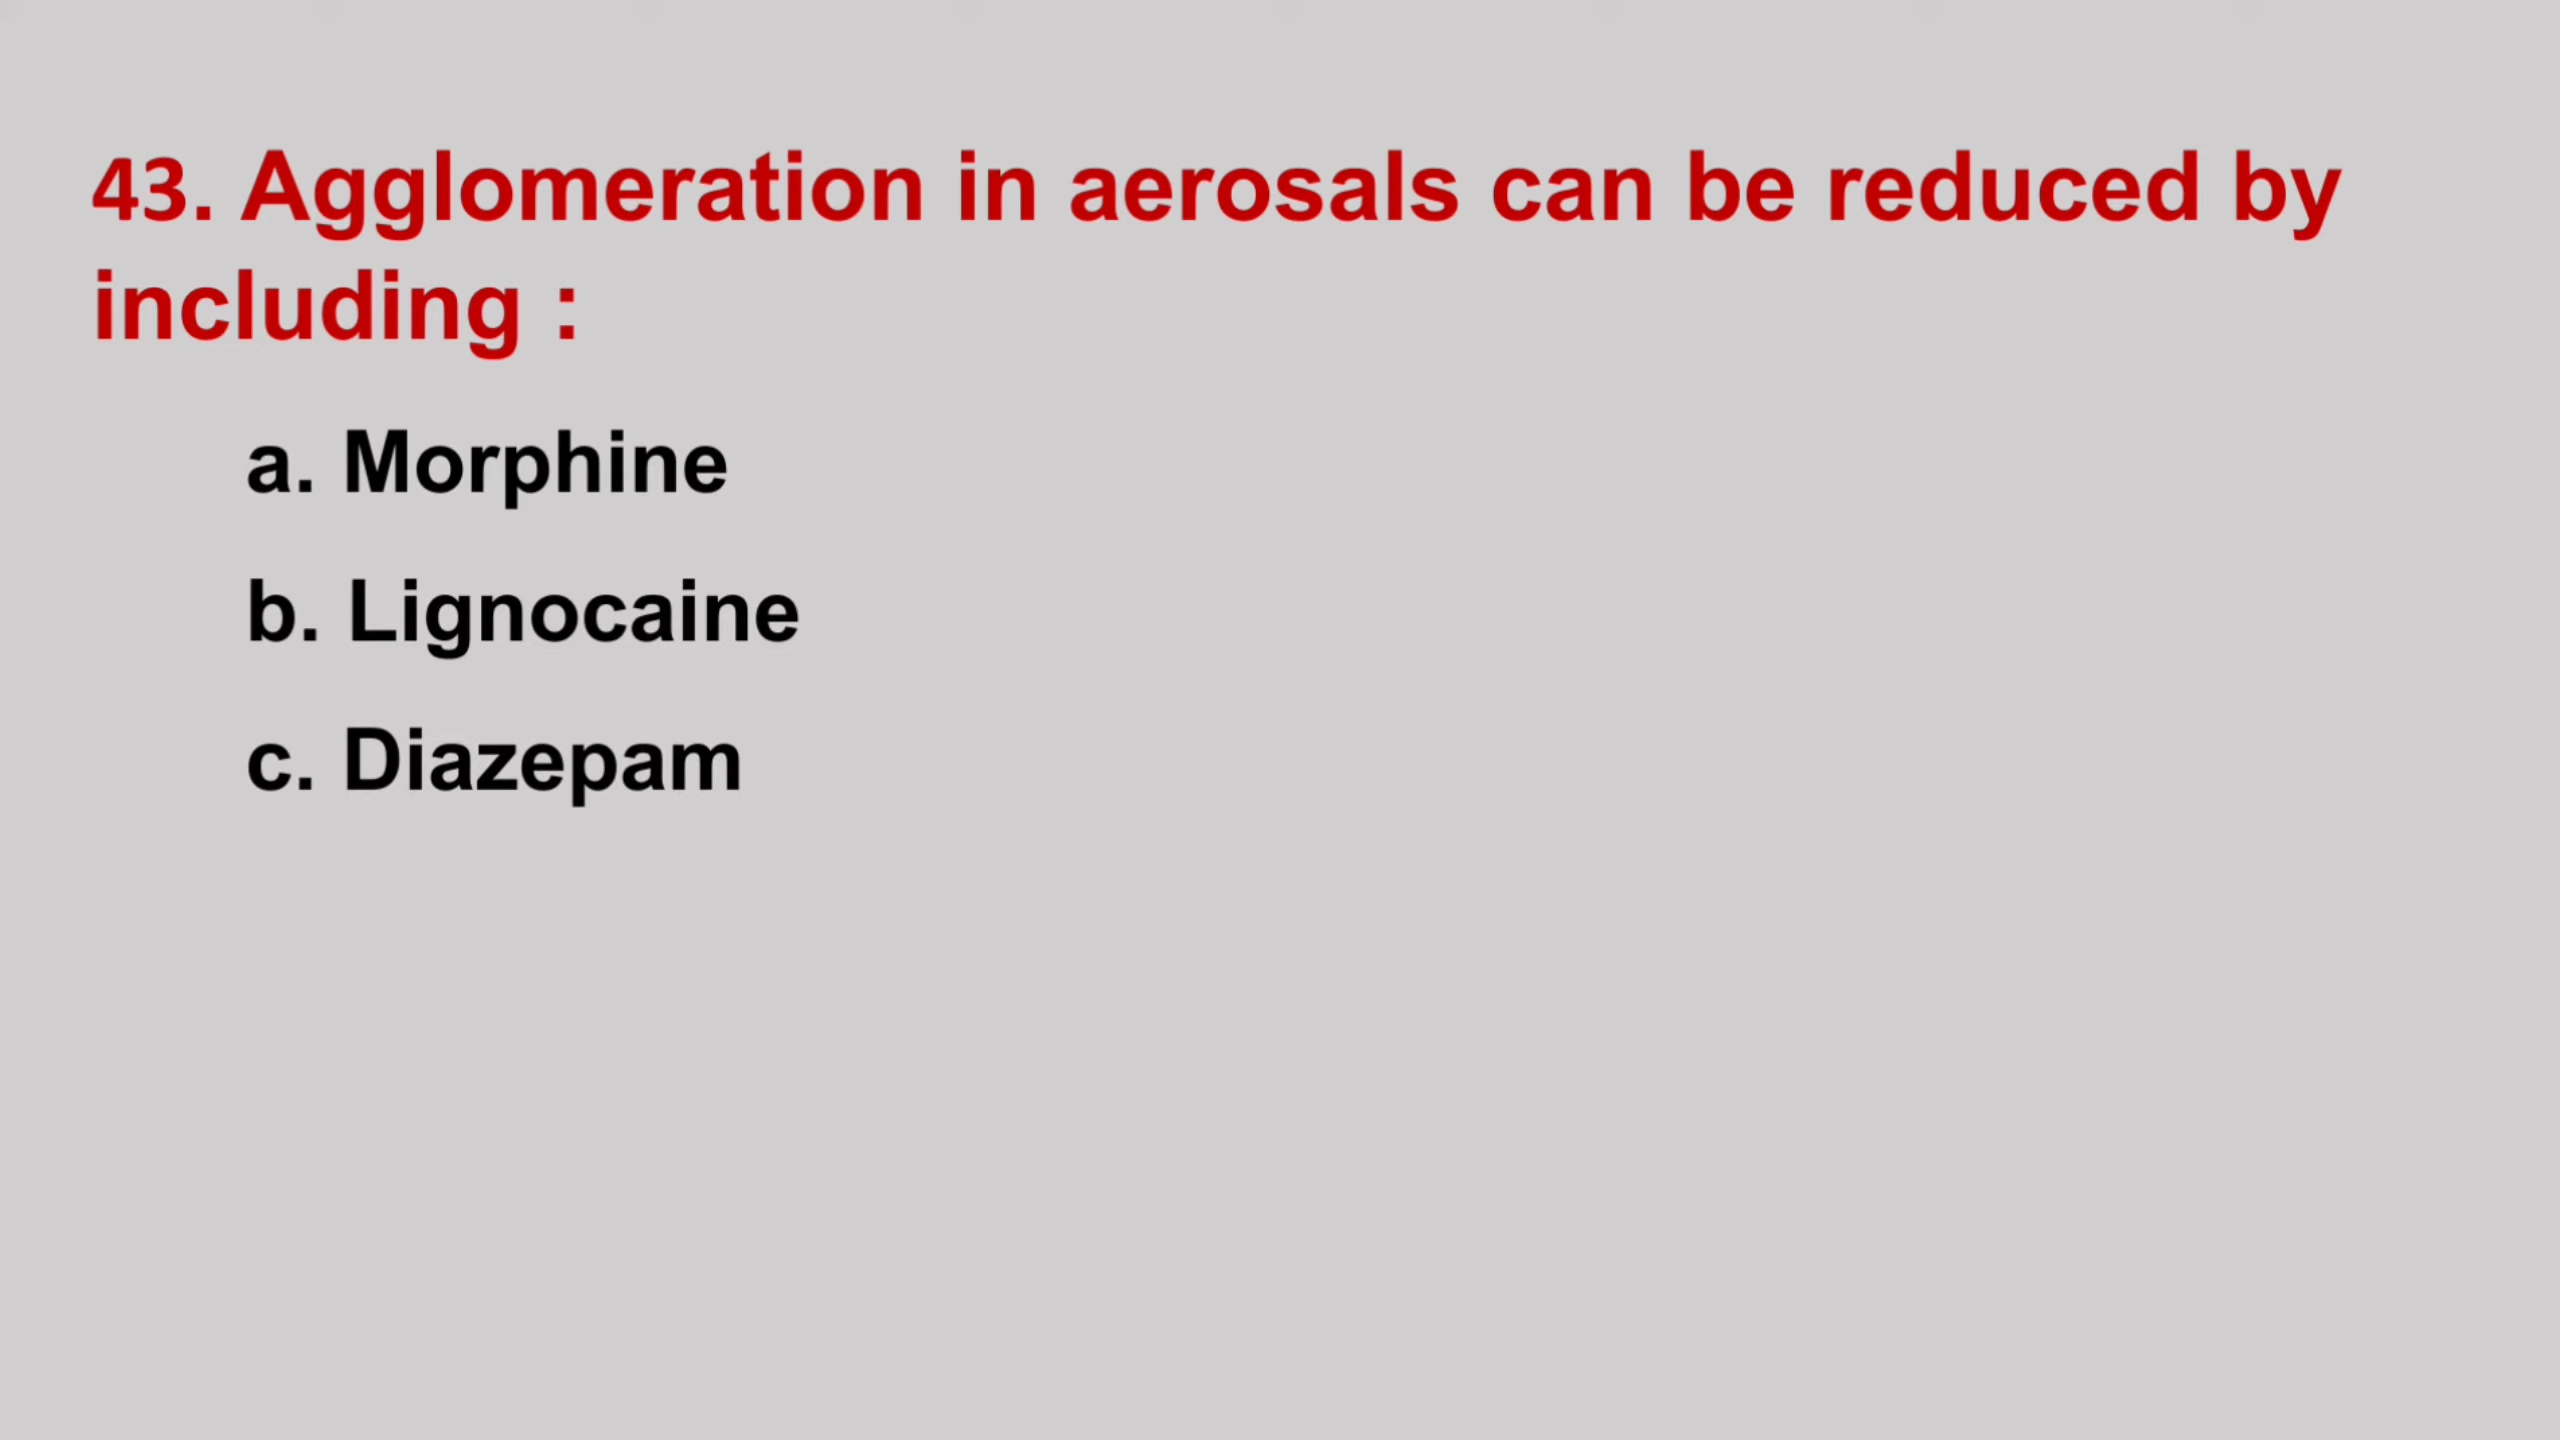 43. Agglomeration in aerosals can be reduced by
including :
a. Morphine
b. Lignocaine
c. Diazepam